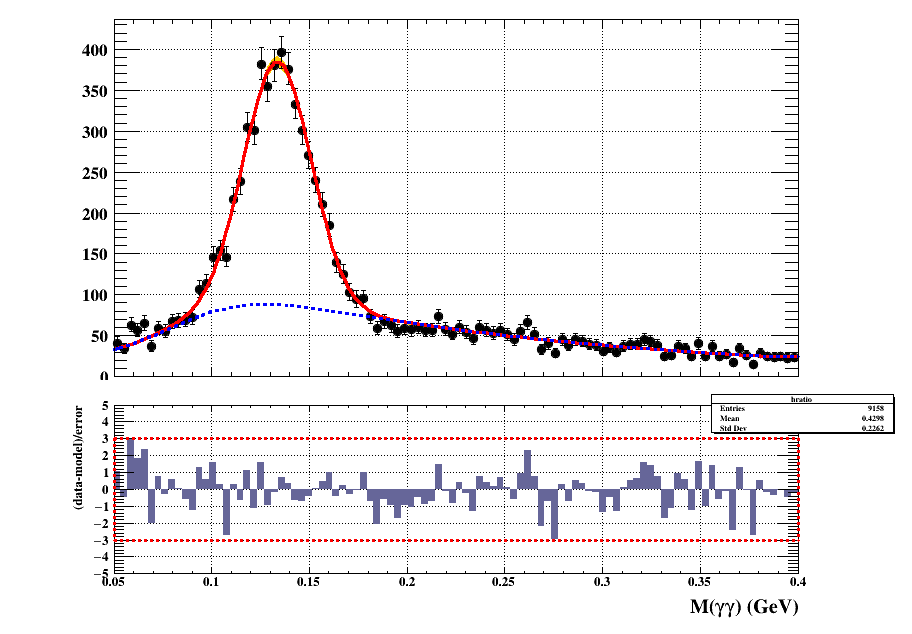 400
350
300
250
200
150
100
50
0
hratio
Entries 9158
Mean 0.4298
Std Dev 0.2262
(data-model)/error
5
4
3
2
1
0
−1
−2
−3
−4
−5
0.05 0.1 0.15 0.2 0.25 0.3 0.35 0.4
M(γγ) (GeV)